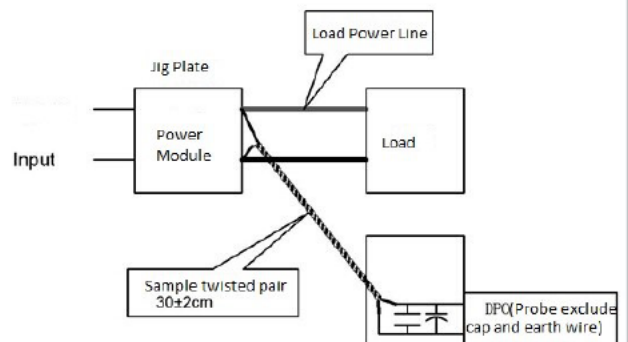 Load Power Line
Jig Plate
Power
Module
Input
Load
Sample twisted pair
30±2cm
DPO(Probe exclude
cap and earth wire)